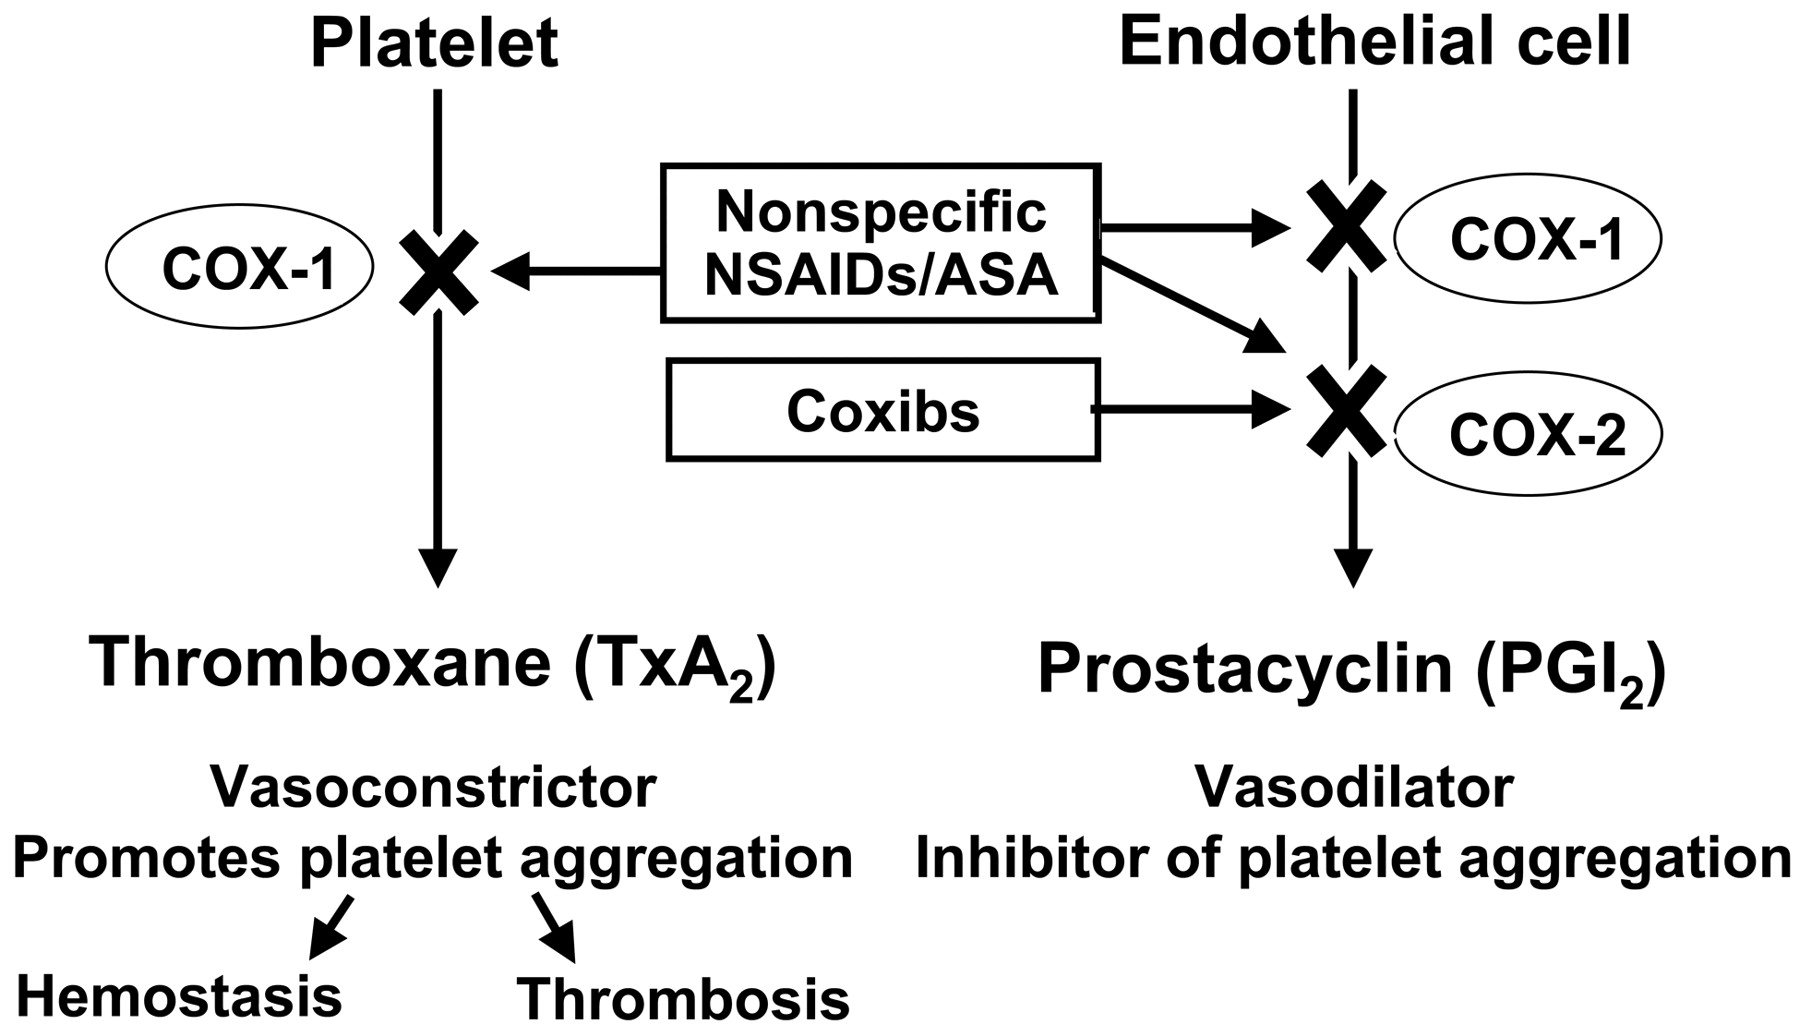 Platelet
Endothelial cell
Nonspecific
NSAIDs/ASA
COX-1
COX-1
Coxibs
COX-2
Thromboxane (TxA₂)
Prostacyclin (PGI₂)
Vasoconstrictor
Promotes platelet aggregation
Vasodilator
Inhibitor of platelet aggregation
Hemostasis
Thrombosis